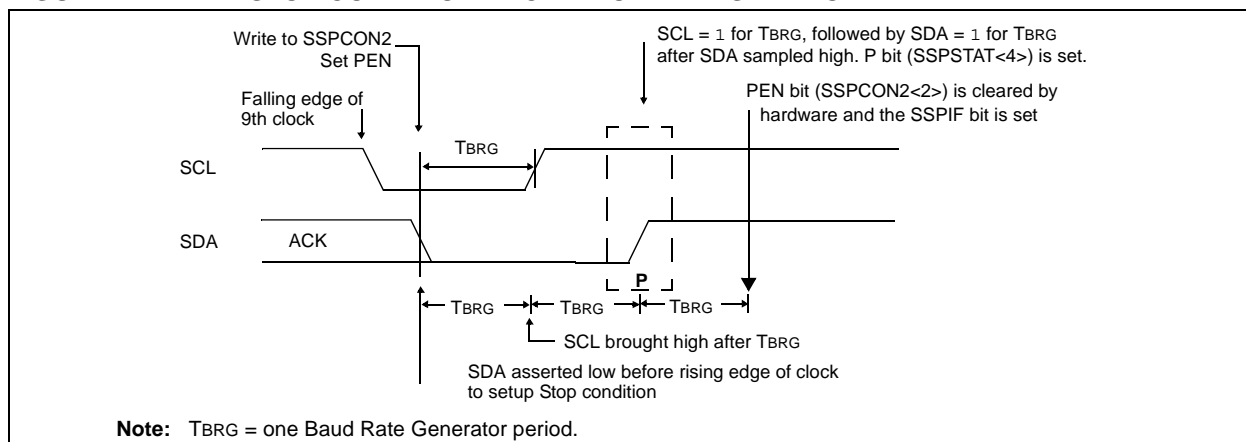 Write to SSPCON2
Set PEN
SCL = 1 for TBRG, followed by SDA = 1 for TBRG
after SDA sampled high. P bit (SSPSTAT<4>) is set.
Falling edge of
9th clock
PEN bit (SSPCON2<2>) is cleared by
hardware and the SSPIF bit is set
TBRG
SCL
SDA
ACK
P
TBRG
TBRG
TBRG
SCL brought high after TBRG
SDA asserted low before rising edge of clock
to setup Stop condition
Note: TBRG = one Baud Rate Generator period.